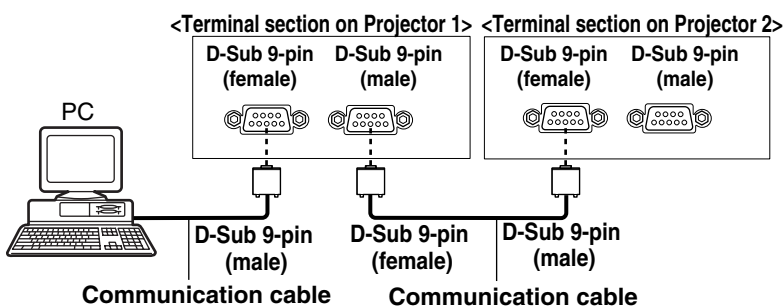 <Terminal section on Projector 1>
<Terminal section on Projector 2>
D-Sub 9-pin
(female)
D-Sub 9-pin
(male)
D-Sub 9-pin
(female)
D-Sub 9-pin
(male)
PC
D-Sub 9-pin
(male)
D-Sub 9-pin
(female)
D-Sub 9-pin
(male)
Communication cable
Communication cable